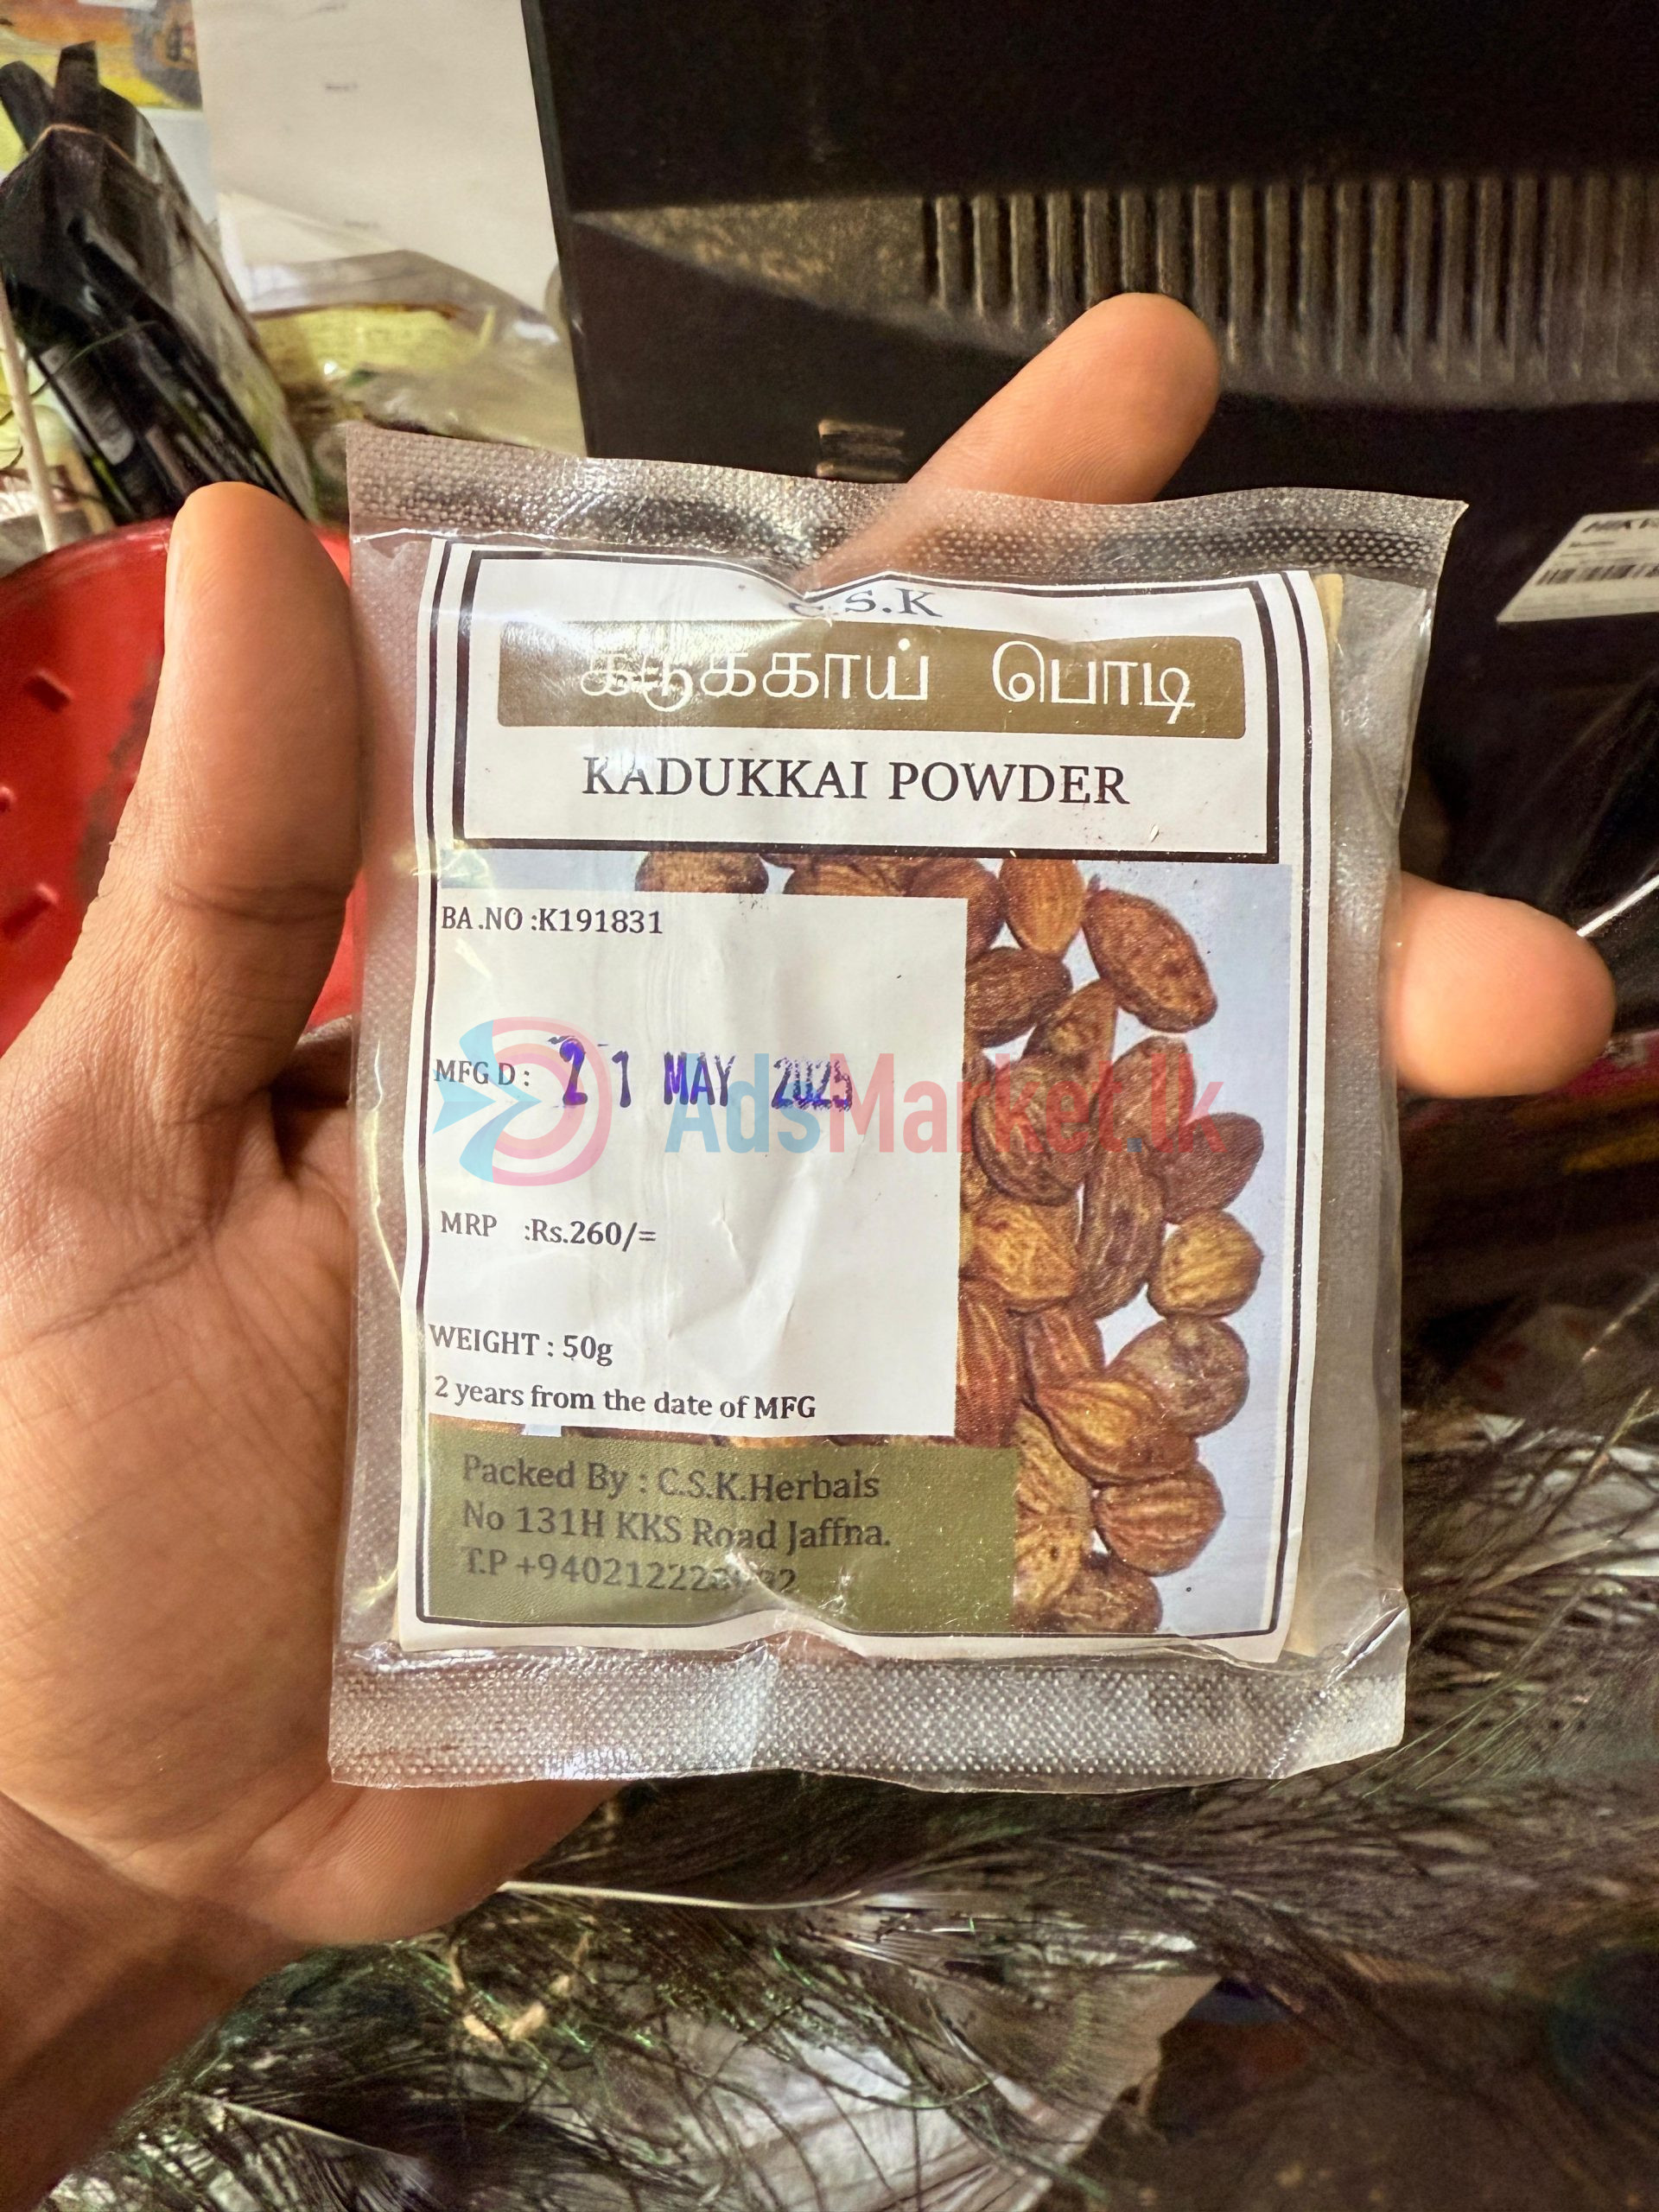 C.S.K
கடுக்காய் பொடி
KADUKKAI POWDER
BA.NO :K191831
MFG D : 21 MAY 2025
AdsMarket.lk
MRP :Rs.260/=
WEIGHT : 50g
2 years from the date of MFG
Packed By : C.S.K.Herbals
No 131H KKS Road Jaffna.
T.P